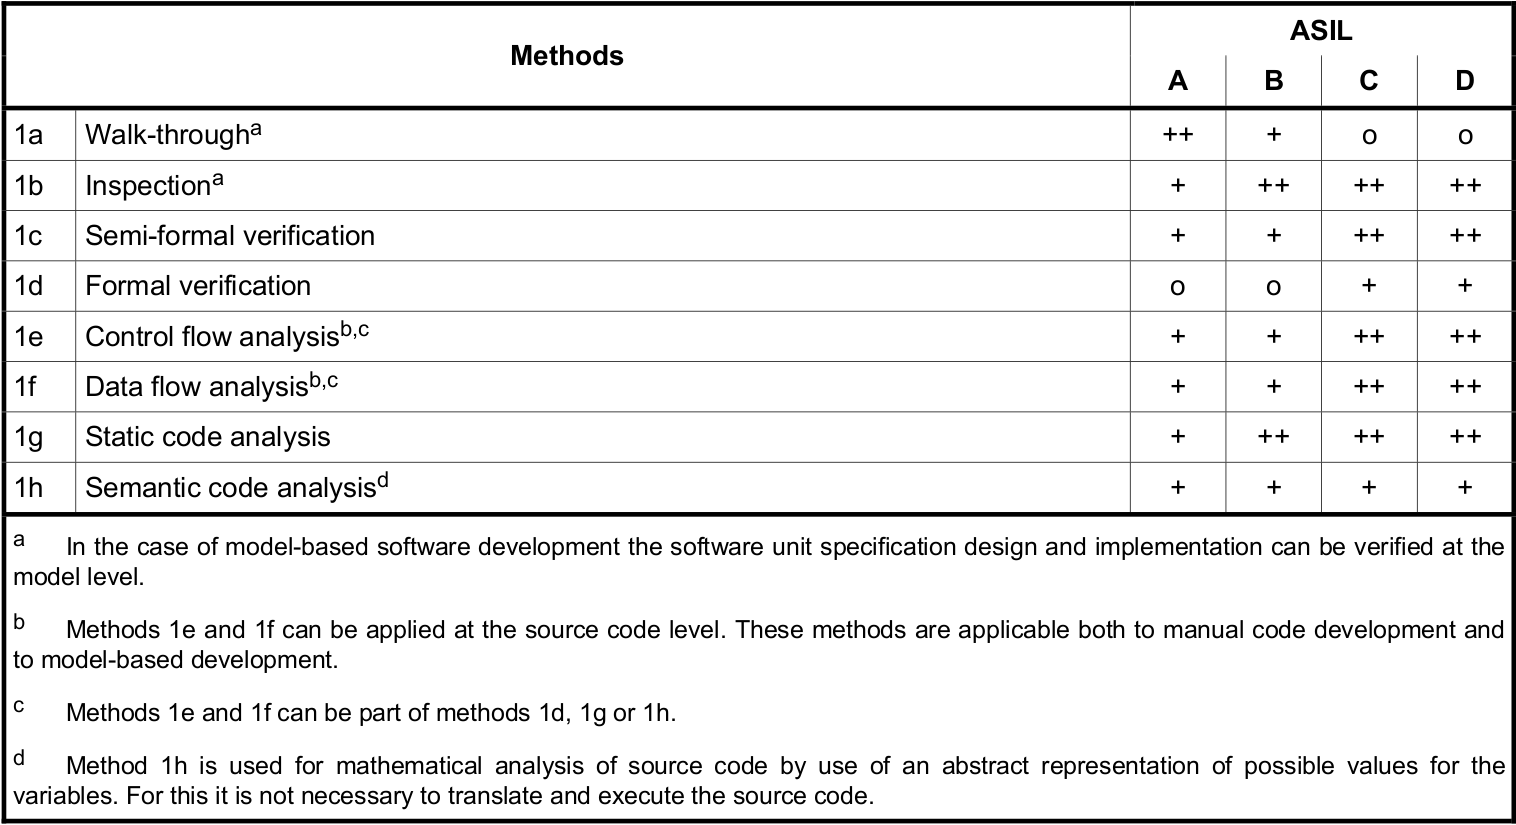 Methods ASIL
A B C D
1a Walk-through^a ++ + o o
1b Inspection^a + ++ ++ ++
1c Semi-formal verification + + ++ ++
1d Formal verification o o + +
1e Control flow analysis^b,c + + ++ ++
1f Data flow analysis^b,c + + ++ ++
1g Static code analysis + ++ ++ ++
1h Semantic code analysis^d + + + +
a In the case of model-based software development the software unit specification design and implementation can be verified at the
model level.
b Methods 1e and 1f can be applied at the source code level. These methods are applicable both to manual code development and
to model-based development.
c Methods 1e and 1f can be part of methods 1d, 1g or 1h.
d Method 1h is used for mathematical analysis of source code by use of an abstract representation of possible values for the
variables. For this it is not necessary to translate and execute the source code.